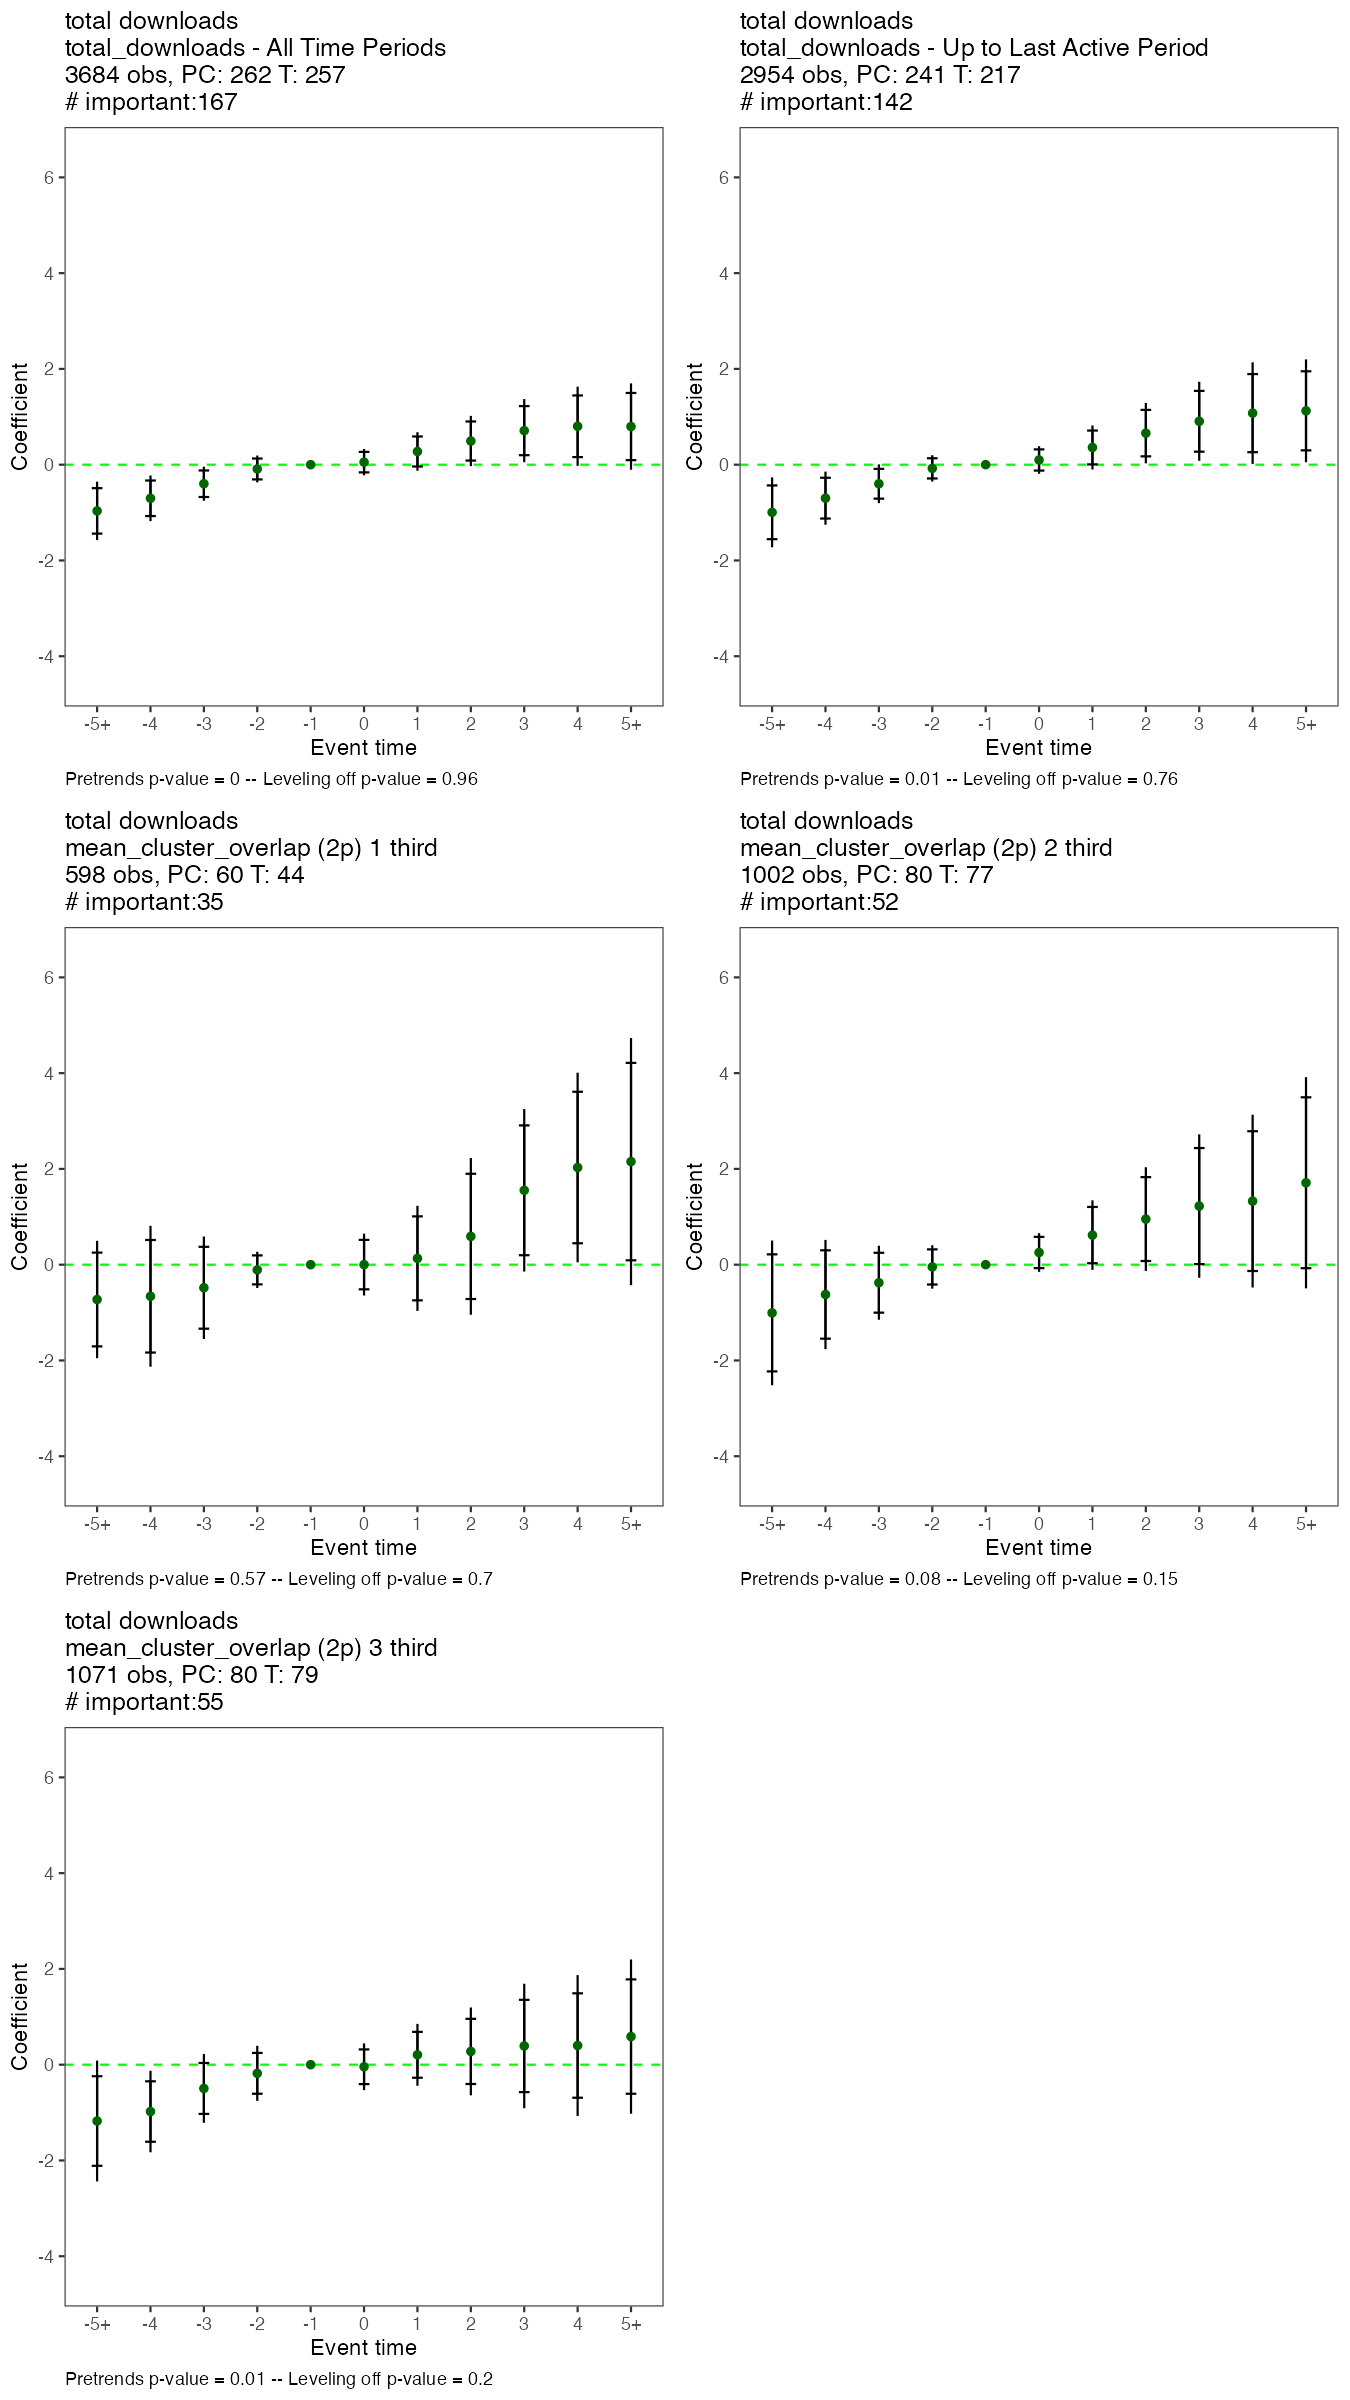 total downloads
total_downloads - All Time Periods
3684 obs, PC: 262 T: 257
# important:167
6
4
2
0
-2
-4
Coefficient
-5+ -4 -3 -2 -1 0 1 2 3 4 5+
Event time
Pretrends p-value = 0 -- Leveling off p-value = 0.96
total downloads
total_downloads - Up to Last Active Period
2954 obs, PC: 241 T: 217
# important:142
6
4
2
0
-2
-4
Coefficient
-5+ -4 -3 -2 -1 0 1 2 3 4 5+
Event time
Pretrends p-value = 0.01 -- Leveling off p-value = 0.76
total downloads
mean_cluster_overlap (2p) 1 third
598 obs, PC: 60 T: 44
# important:35
6
4
2
0
-2
-4
Coefficient
-5+ -4 -3 -2 -1 0 1 2 3 4 5+
Event time
Pretrends p-value = 0.57 -- Leveling off p-value = 0.7
total downloads
mean_cluster_overlap (2p) 2 third
1002 obs, PC: 80 T: 77
# important:52
6
4
2
0
-2
-4
Coefficient
-5+ -4 -3 -2 -1 0 1 2 3 4 5+
Event time
Pretrends p-value = 0.08 -- Leveling off p-value = 0.15
total downloads
mean_cluster_overlap (2p) 3 third
1071 obs, PC: 80 T: 79
# important:55
6
4
2
0
-2
-4
Coefficient
-5+ -4 -3 -2 -1 0 1 2 3 4 5+
Event time
Pretrends p-value = 0.01 -- Leveling off p-value = 0.2